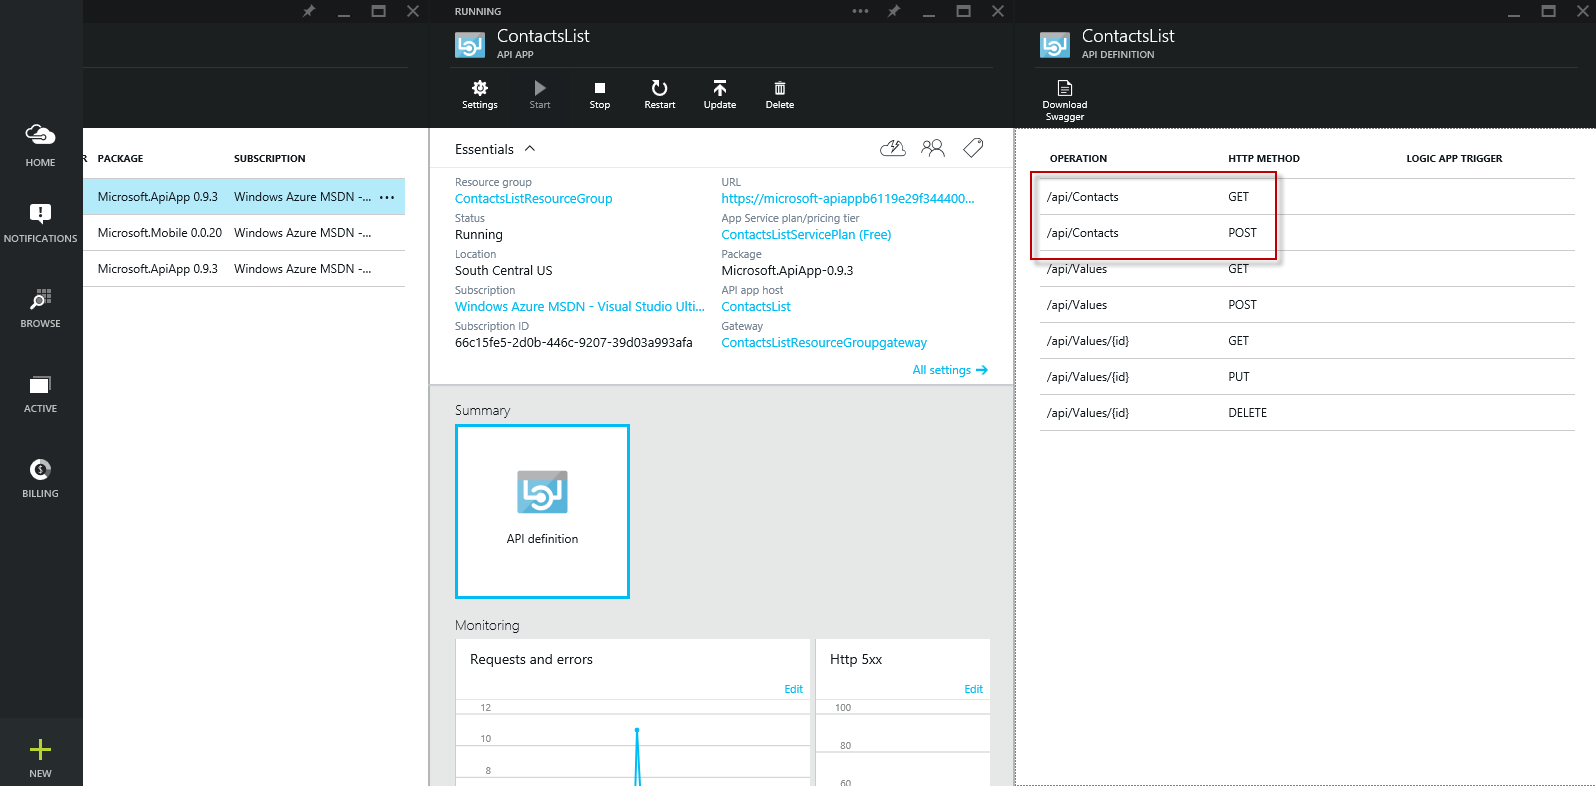 HOME
NOTIFICATIONS
BROWSE
ACTIVE
BILLING
NEW
R PACKAGE SUBSCRIPTION
Microsoft.ApiApp 0.9.3 Windows Azure MSDN -... ...
Microsoft.Mobile 0.0.20 Windows Azure MSDN -...
Microsoft.ApiApp 0.9.3 Windows Azure MSDN -...
RUNNING
ContactsList
API APP
Settings Start Stop Restart Update Delete
Essentials
Resource group
ContactsListResourceGroup
Status
Running
Location
South Central US
Subscription
Windows Azure MSDN - Visual Studio Ulti...
Subscription ID
66c15fe5-2d0b-446c-9207-39d03a993afa
URL
https://microsoft-apiappb6119e29f344400...
App Service plan/pricing tier
ContactsListServicePlan (Free)
Package
Microsoft.ApiApp-0.9.3
API app host
ContactsList
Gateway
ContactsListResourceGroupgateway
All settings →
Summary
API definition
Monitoring
Requests and errors
Edit
12
10
8
Http 5xx
Edit
100
80
60
ContactsList
API DEFINITION
Download
Swagger
OPERATION HTTP METHOD LOGIC APP TRIGGER
/api/Contacts GET
/api/Contacts POST
/api/Values GET
/api/Values POST
/api/Values/{id} GET
/api/Values/{id} PUT
/api/Values/{id} DELETE